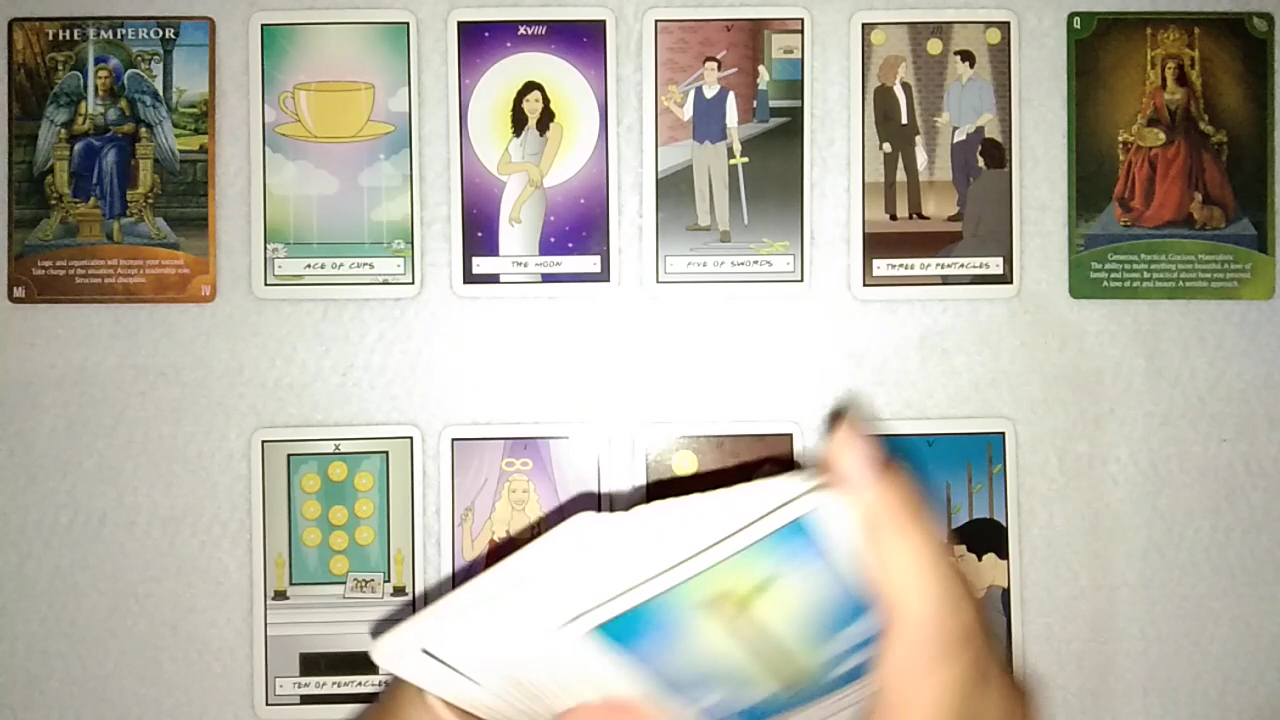 THE EMPEROR
Logic and organization will increase your success.
Take charge of the situation. Accept a leadership role.
Structure and discipline.
Mi
IV
ACE OF CUPS
XVIII
THE MOON
V
FIVE OF SWORDS
III
THREE OF PENTACLES
Q
Generous, Practical, Gracious, Materialistic
The ability to make anything more beautiful. A love of
family and home. Be practical about how you proceed.
A love of art and beauty. A sensible approach.
X
TEN OF PENTACLES
I
II
V